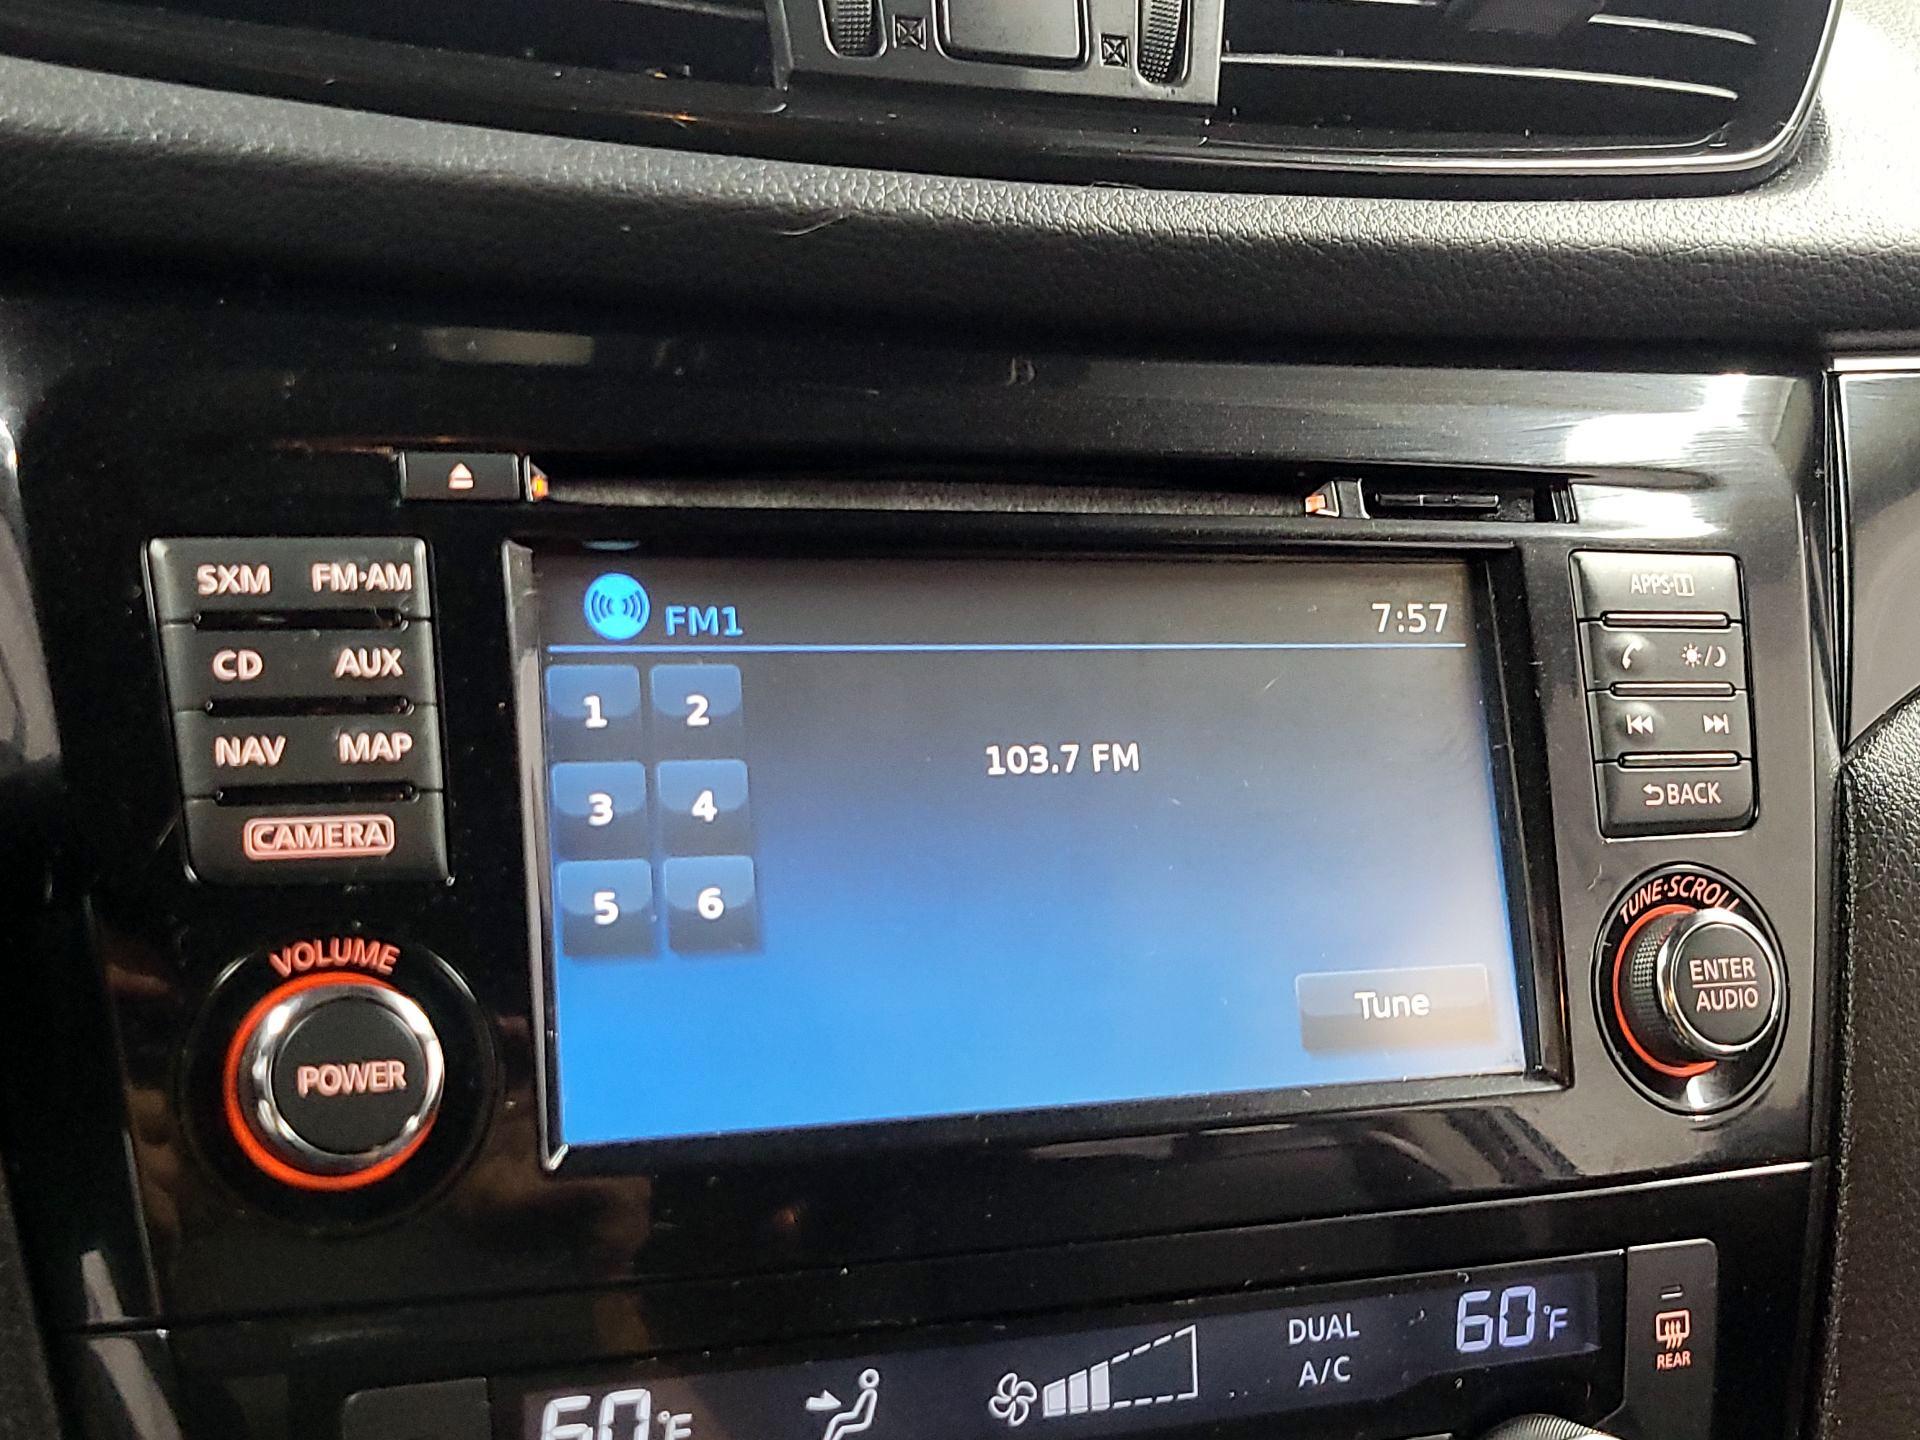 SXM FM·AM
CD AUX
NAV MAP
CAMERA
VOLUME
POWER
FM1 7:57
1 2
3 4
5 6
103.7 FM
Tune
APPS·
BACK
TUNE·SCROLL
ENTER
AUDIO
60°F
DUAL
A/C
60°F
REAR